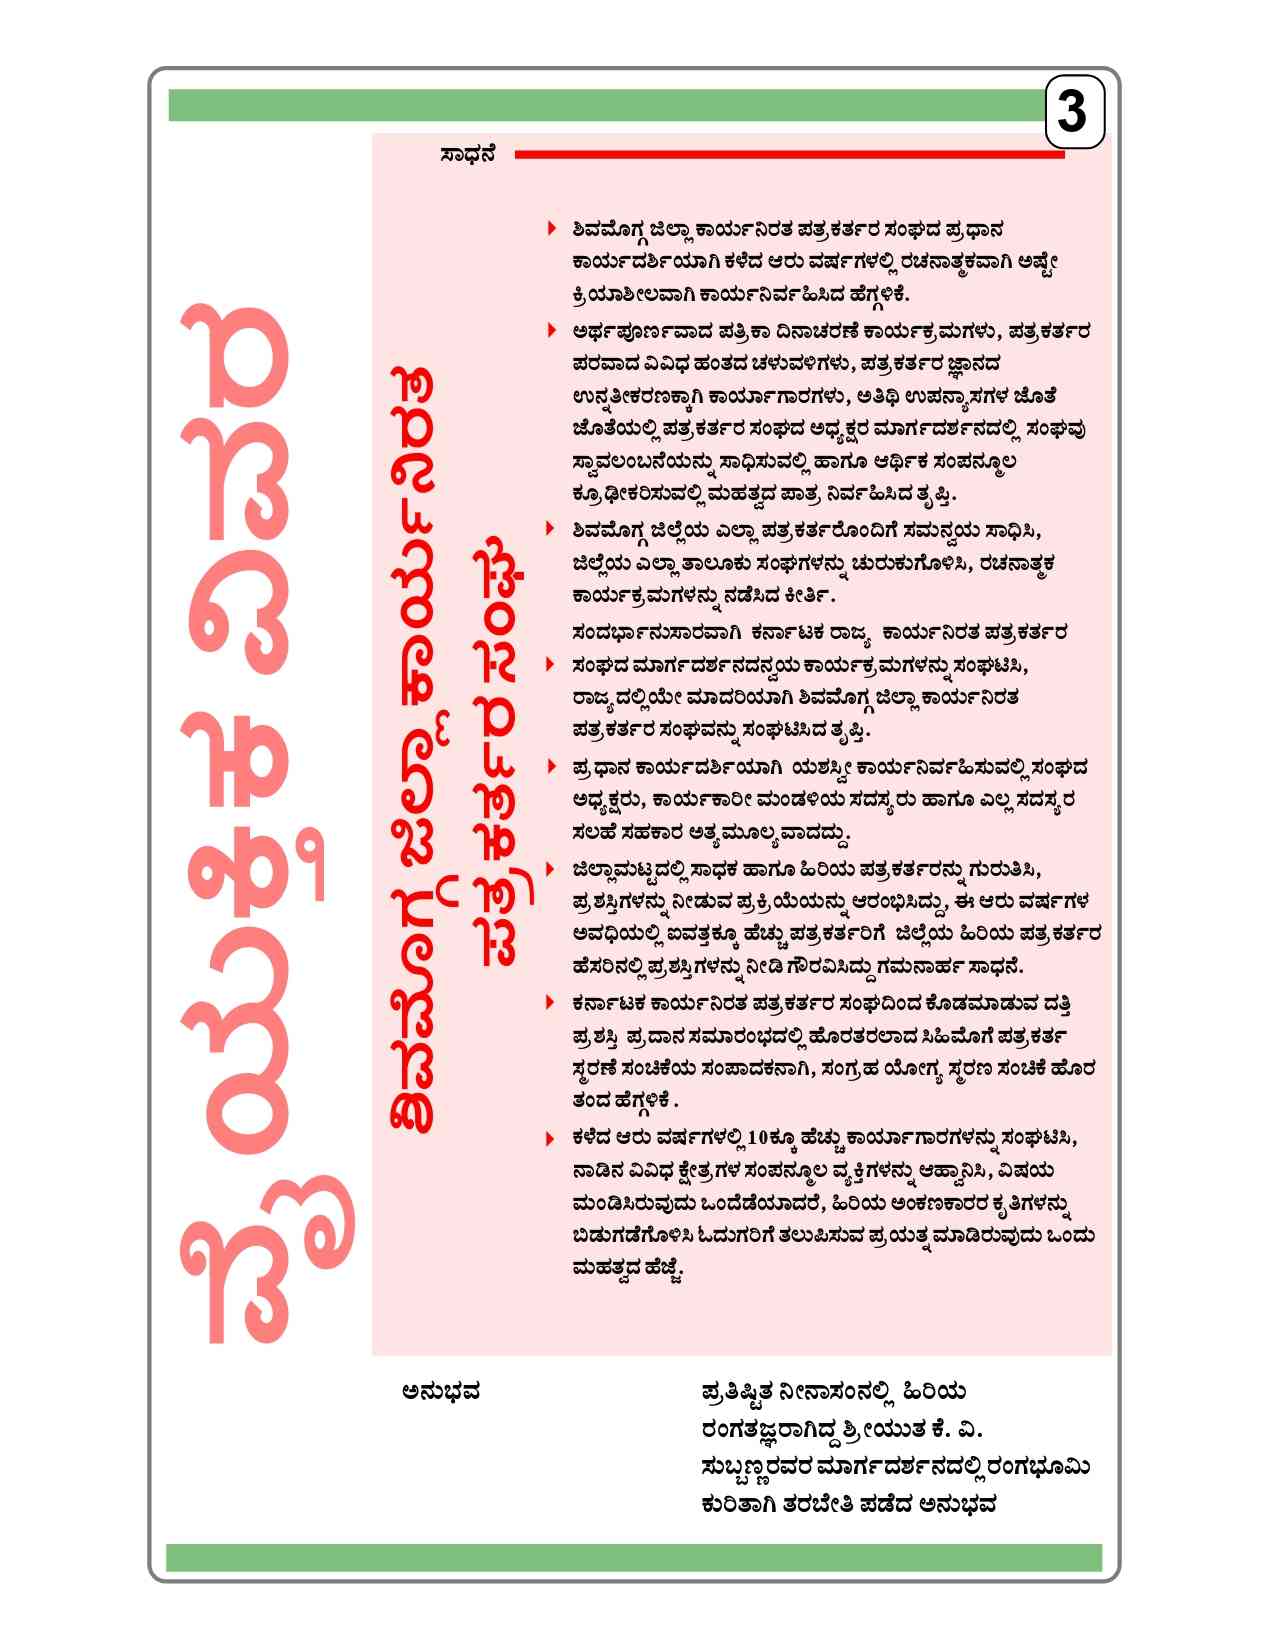 3
ವೈಯಕ್ತಿಕ ವಿವರ
ಸಾಧನೆ
ಶಿವಮೊಗ್ಗ ಜಿಲ್ಲಾ ಕಾರ್ಯನಿರತ
ಪತ್ರಕರ್ತರ ಸಂಘ
ಶಿವಮೊಗ್ಗ ಜಿಲ್ಲಾ ಕಾರ್ಯನಿರತ ಪತ್ರಕರ್ತರ ಸಂಘದ ಪ್ರಧಾನ
ಕಾರ್ಯದರ್ಶಿಯಾಗಿ ಕಳೆದ ಆರು ವರ್ಷಗಳಲ್ಲಿ ರಚನಾತ್ಮಕವಾಗಿ ಅಷ್ಟೇ
ಕ್ರಿಯಾಶೀಲವಾಗಿ ಕಾರ್ಯನಿರ್ವಹಿಸಿದ ಹೆಗ್ಗಳಿಕೆ.
ಅರ್ಥಪೂರ್ಣವಾದ ಪತ್ರಿಕಾ ದಿನಾಚರಣೆ ಕಾರ್ಯಕ್ರಮಗಳು, ಪತ್ರಕರ್ತರ
ಪರವಾದ ವಿವಿಧ ಹಂತದ ಚಳುವಳಿಗಳು, ಪತ್ರಕರ್ತರ ಜ್ಞಾನದ
ಉನ್ನತೀಕರಣಕ್ಕಾಗಿ ಕಾರ್ಯಾಗಾರಗಳು, ಅತಿಥಿ ಉಪನ್ಯಾಸಗಳ ಜೊತೆ
ಜೊತೆಯಲ್ಲಿ ಪತ್ರಕರ್ತರ ಸಂಘದ ಅಧ್ಯಕ್ಷರ ಮಾರ್ಗದರ್ಶನದಲ್ಲಿ ಸಂಘವು
ಸ್ವಾವಲಂಬನೆಯನ್ನು ಸಾಧಿಸುವಲ್ಲಿ ಹಾಗೂ ಆರ್ಥಿಕ ಸಂಪನ್ಮೂಲ
ಕ್ರೂಢೀಕರಿಸುವಲ್ಲಿ ಮಹತ್ವದ ಪಾತ್ರ ನಿರ್ವಹಿಸಿದ ತೃಪ್ತಿ.
ಶಿವಮೊಗ್ಗ ಜಿಲ್ಲೆಯ ಎಲ್ಲಾ ಪತ್ರಕರ್ತರೊಂದಿಗೆ ಸಮನ್ವಯ ಸಾಧಿಸಿ,
ಜಿಲ್ಲೆಯ ಎಲ್ಲಾ ತಾಲೂಕು ಸಂಘಗಳನ್ನು ಚುರುಕುಗೊಳಿಸಿ, ರಚನಾತ್ಮಕ
ಕಾರ್ಯಕ್ರಮಗಳನ್ನು ನಡೆಸಿದ ಕೀರ್ತಿ.
ಸಂದರ್ಭಾನುಸಾರವಾಗಿ ಕರ್ನಾಟಕ ರಾಜ್ಯ ಕಾರ್ಯನಿರತ ಪತ್ರಕರ್ತರ
ಸಂಘದ ಮಾರ್ಗದರ್ಶನದನ್ವಯ ಕಾರ್ಯಕ್ರಮಗಳನ್ನು ಸಂಘಟಿಸಿ,
ರಾಜ್ಯದಲ್ಲಿಯೇ ಮಾದರಿಯಾಗಿ ಶಿವಮೊಗ್ಗ ಜಿಲ್ಲಾ ಕಾರ್ಯನಿರತ
ಪತ್ರಕರ್ತರ ಸಂಘವನ್ನು ಸಂಘಟಿಸಿದ ತೃಪ್ತಿ.
ಪ್ರಧಾನ ಕಾರ್ಯದರ್ಶಿಯಾಗಿ ಯಶಸ್ವೀ ಕಾರ್ಯನಿರ್ವಹಿಸುವಲ್ಲಿ ಸಂಘದ
ಅಧ್ಯಕ್ಷರು, ಕಾರ್ಯಕಾರೀ ಮಂಡಳಿಯ ಸದಸ್ಯರು ಹಾಗೂ ಎಲ್ಲ ಸದಸ್ಯರ
ಸಲಹೆ ಸಹಕಾರ ಅತ್ಯಮೂಲ್ಯವಾದದ್ದು.
ಜಿಲ್ಲಾಮಟ್ಟದಲ್ಲಿ ಸಾಧಕ ಹಾಗೂ ಹಿರಿಯ ಪತ್ರಕರ್ತರನ್ನು ಗುರುತಿಸಿ,
ಪ್ರಶಸ್ತಿಗಳನ್ನು ನೀಡುವ ಪ್ರಕ್ರಿಯೆಯನ್ನು ಆರಂಭಿಸಿದ್ದು, ಈ ಆರು ವರ್ಷಗಳ
ಅವಧಿಯಲ್ಲಿ ಐವತ್ತಕ್ಕೂ ಹೆಚ್ಚು ಪತ್ರಕರ್ತರಿಗೆ ಜಿಲ್ಲೆಯ ಹಿರಿಯ ಪತ್ರಕರ್ತರ
ಹೆಸರಿನಲ್ಲಿ ಪ್ರಶಸ್ತಿಗಳನ್ನು ನೀಡಿ ಗೌರವಿಸಿದ್ದು ಗಮನಾರ್ಹ ಸಾಧನೆ.
ಕರ್ನಾಟಕ ಕಾರ್ಯನಿರತ ಪತ್ರಕರ್ತರ ಸಂಘದಿಂದ ಕೊಡಮಾಡುವ ದತ್ತಿ
ಪ್ರಶಸ್ತಿ ಪ್ರದಾನ ಸಮಾರಂಭದಲ್ಲಿ ಹೊರತರಲಾದ ಸಿಹಿಮೊಗೆ ಪತ್ರಕರ್ತ
ಸ್ಮರಣೆ ಸಂಚಿಕೆಯ ಸಂಪಾದಕನಾಗಿ, ಸಂಗ್ರಹ ಯೋಗ್ಯ ಸ್ಮರಣ ಸಂಚಿಕೆ ಹೊರ
ತಂದ ಹೆಗ್ಗಳಿಕೆ.
ಕಳೆದ ಆರು ವರ್ಷಗಳಲ್ಲಿ 10ಕ್ಕೂ ಹೆಚ್ಚು ಕಾರ್ಯಾಗಾರಗಳನ್ನು ಸಂಘಟಿಸಿ,
ನಾಡಿನ ವಿವಿಧ ಕ್ಷೇತ್ರಗಳ ಸಂಪನ್ಮೂಲ ವ್ಯಕ್ತಿಗಳನ್ನು ಆಹ್ವಾನಿಸಿ, ವಿಷಯ
ಮಂಡಿಸಿರುವುದು ಒಂದೆಡೆಯಾದರೆ, ಹಿರಿಯ ಅಂಕಣಕಾರರ ಕೃತಿಗಳನ್ನು
ಬಿಡುಗಡೆಗೊಳಿಸಿ ಓದುಗರಿಗೆ ತಲುಪಿಸುವ ಪ್ರಯತ್ನ ಮಾಡಿರುವುದು ಒಂದು
ಮಹತ್ವದ ಹೆಜ್ಜೆ.
ಅನುಭವ
ಪ್ರತಿಷ್ಟಿತ ನೀನಾಸಂನಲ್ಲಿ ಹಿರಿಯ
ರಂಗತಜ್ಞರಾಗಿದ್ದ ಶ್ರೀಯುತ ಕೆ. ವಿ.
ಸುಬ್ಬಣ್ಣರವರ ಮಾರ್ಗದರ್ಶನದಲ್ಲಿ ರಂಗಭೂಮಿ
ಕುರಿತಾಗಿ ತರಬೇತಿ ಪಡೆದ ಅನುಭವ